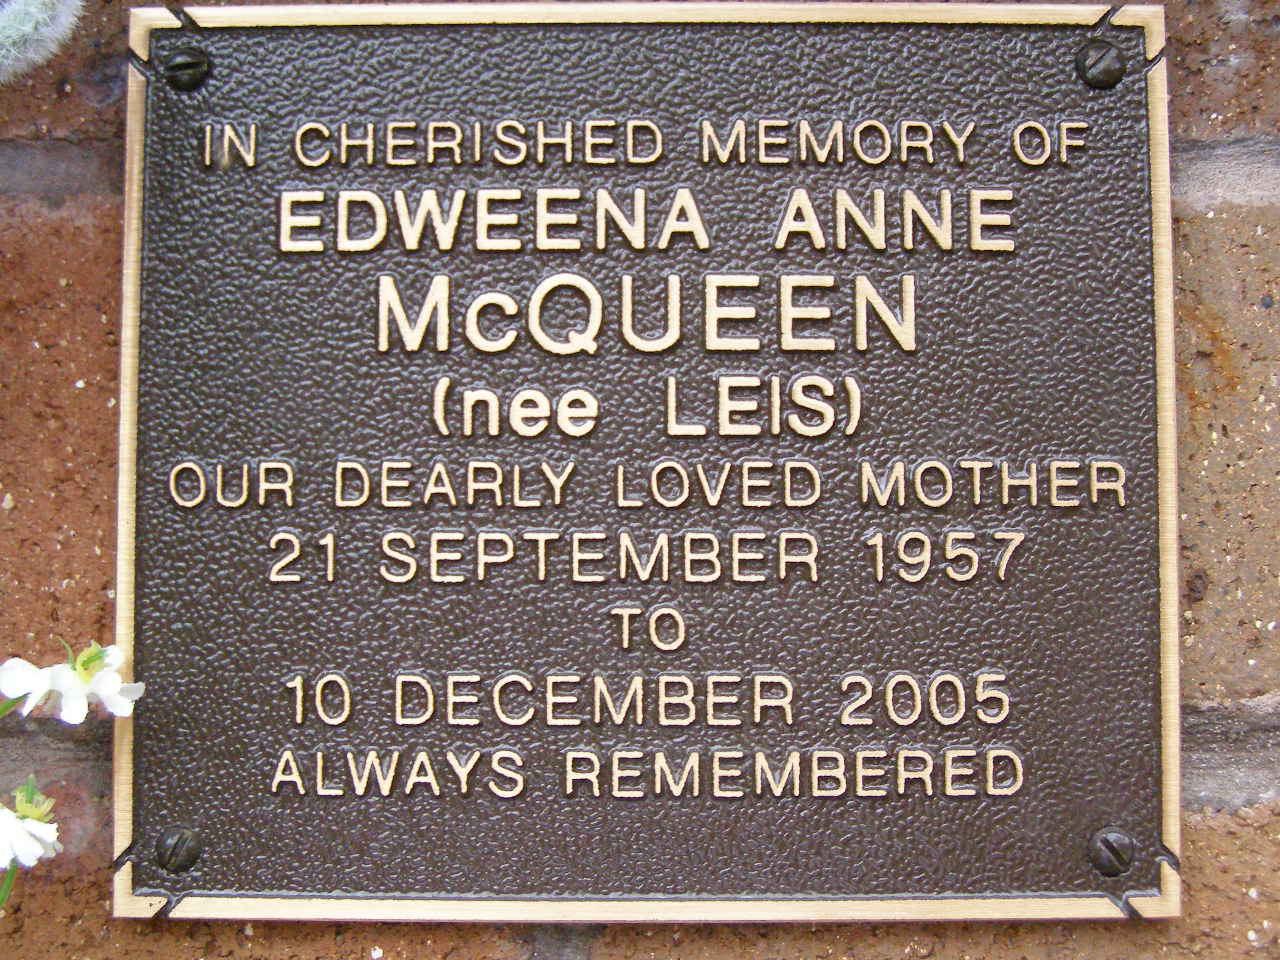 IN CHERISHED MEMORY OF
EDWEENA ANNE
McQUEEN
(nee LEIS)
OUR DEARLY LOVED MOTHER
21 SEPTEMBER 1957
TO
10 DECEMBER 2005
ALWAYS REMEMBERED